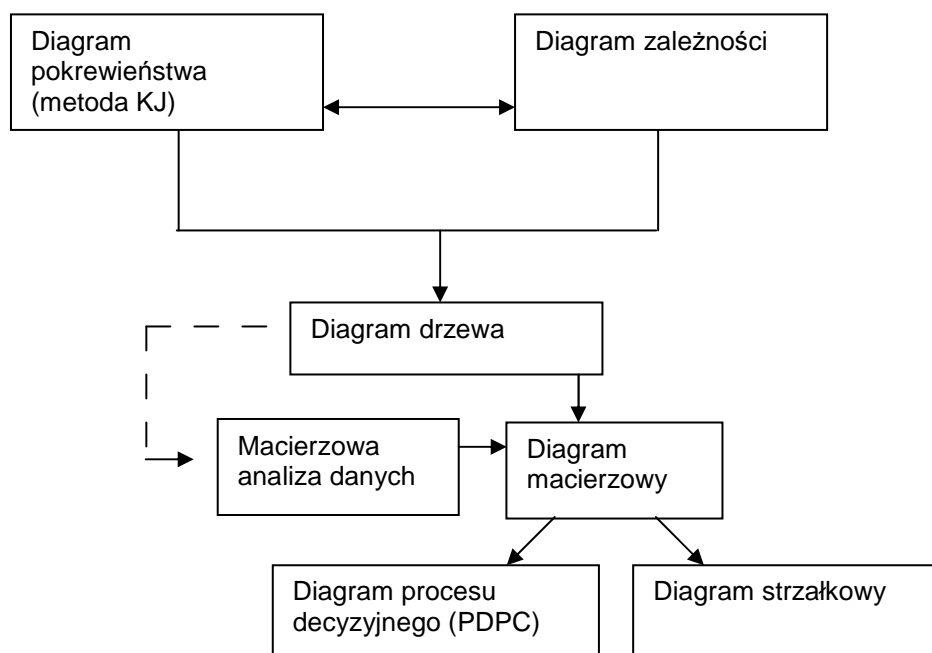 Diagram
pokrewieństwa
(metoda KJ)
Diagram zależności
Diagram drzewa
Macierzowa
analiza danych
Diagram
macierzowy
Diagram procesu
decyzyjnego (PDPC)
Diagram strzałkowy